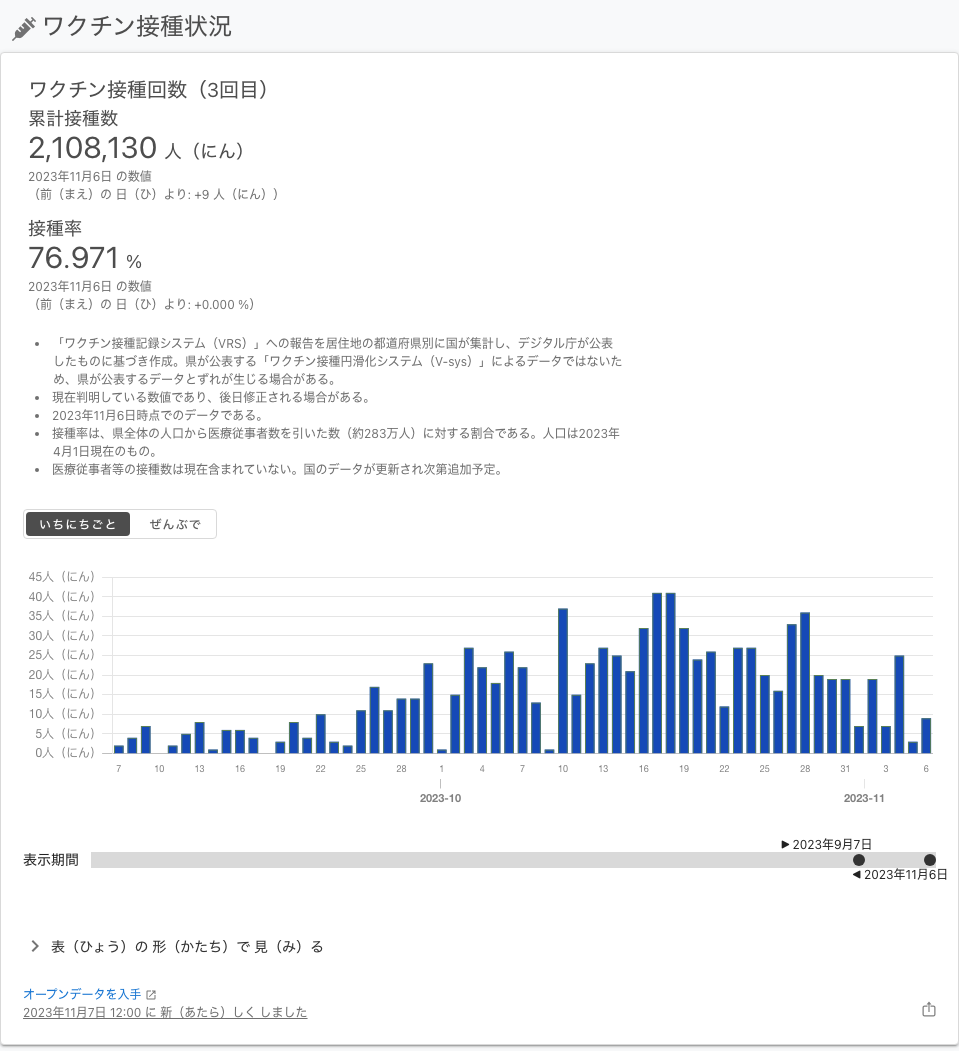 ワクチン接種状況
ワクチン接種回数（3回目）
累計接種数
2,108,130 人（にん）
2023年11月6日 の数値
（前（まえ）の 日（ひ）より: +9 人（にん））
接種率
76.971 %
2023年11月6日 の数値
（前（まえ）の 日（ひ）より: +0.000 %）
• 「ワクチン接種記録システム（VRS）」への報告を居住地の都道府県別に国が集計し、デジタル庁が公表
したものに基づき作成。県が公表する「ワクチン接種円滑化システム（V-sys）」によるデータではないた
め、県が公表するデータとずれが生じる場合がある。
• 現在判明している数値であり、後日修正される場合がある。
• 2023年11月6日時点でのデータである。
• 接種率は、県全体の人口から医療従事者数を引いた数（約283万人）に対する割合である。人口は2023年
4月1日現在のもの。
• 医療従事者等の接種数は現在含まれていない。国のデータが更新され次第追加予定。
いちにちごと ぜんぶで
45人（にん）
40人（にん）
35人（にん）
30人（にん）
25人（にん）
20人（にん）
15人（にん）
10人（にん）
5人（にん）
0人（にん）
7 10 13 16 19 22 25 28 1 4 7 10 13 16 19 22 25 28 31 3 6
2023-10 2023-11
2023年9月7日
表示期間
2023年11月6日
表（ひょう）の 形（かたち）で 見（み）る
オープンデータを入手
2023年11月7日 12:00 に 新（あたら）しく しました